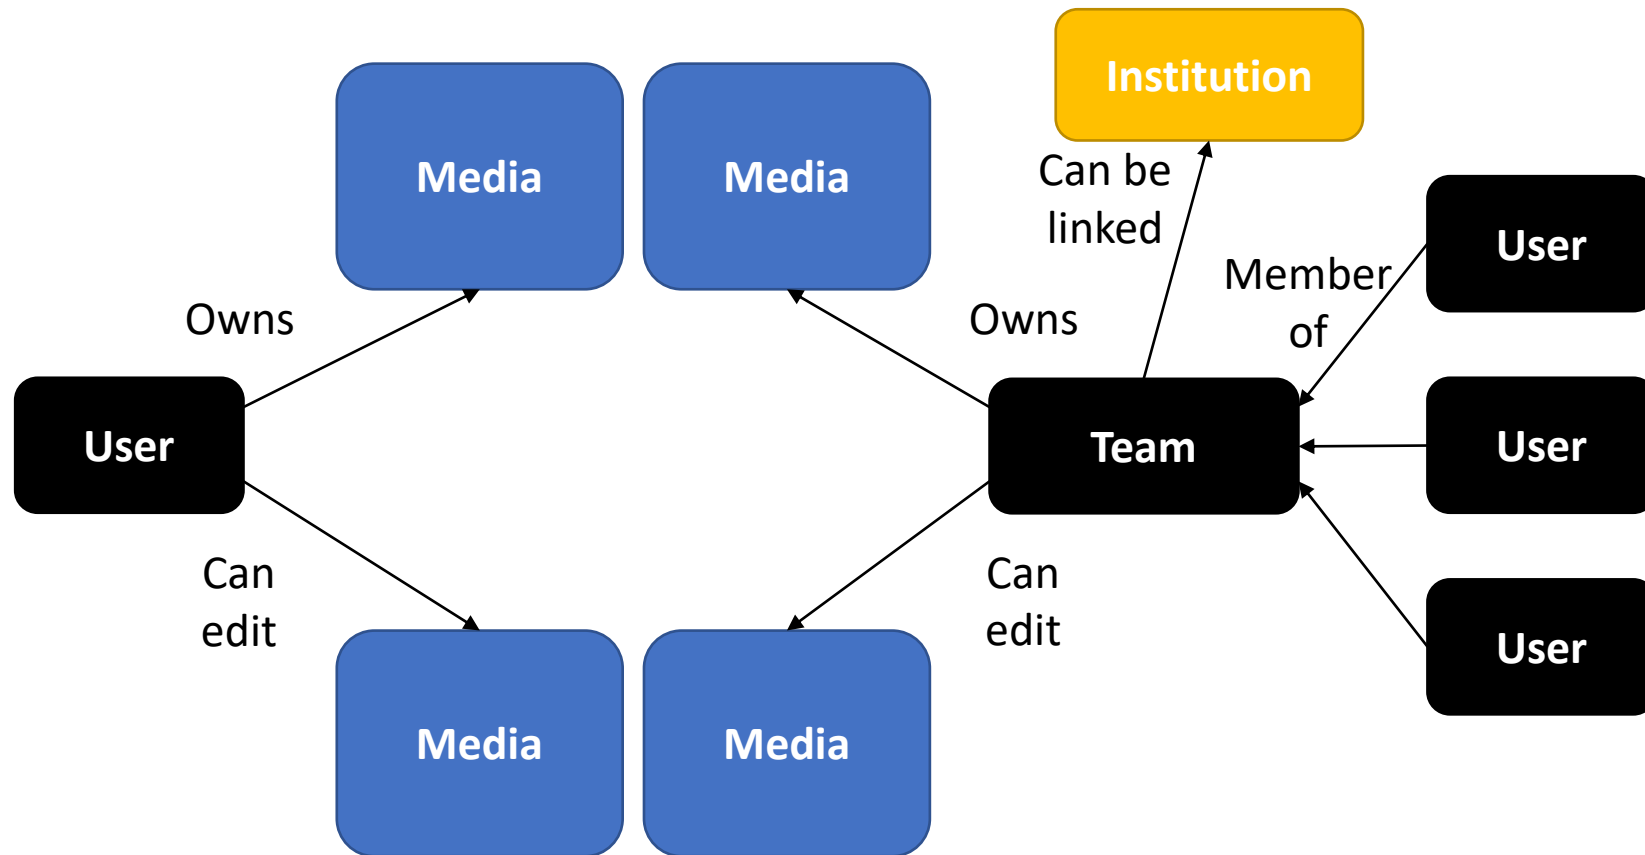 Institution
Media
Media
Can be
linked
User
Member
of
Owns
Owns
User
Team
User
Can
edit
Can
edit
User
Media
Media